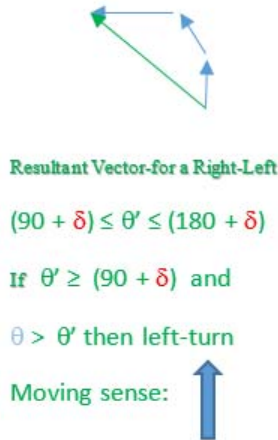 Resultant Vector-for a Right-Left
(90 + δ) ≤ θ′ ≤ (180 + δ)
If θ′ ≥ (90 + δ) and
θ > θ′ then left-turn
Moving sense: